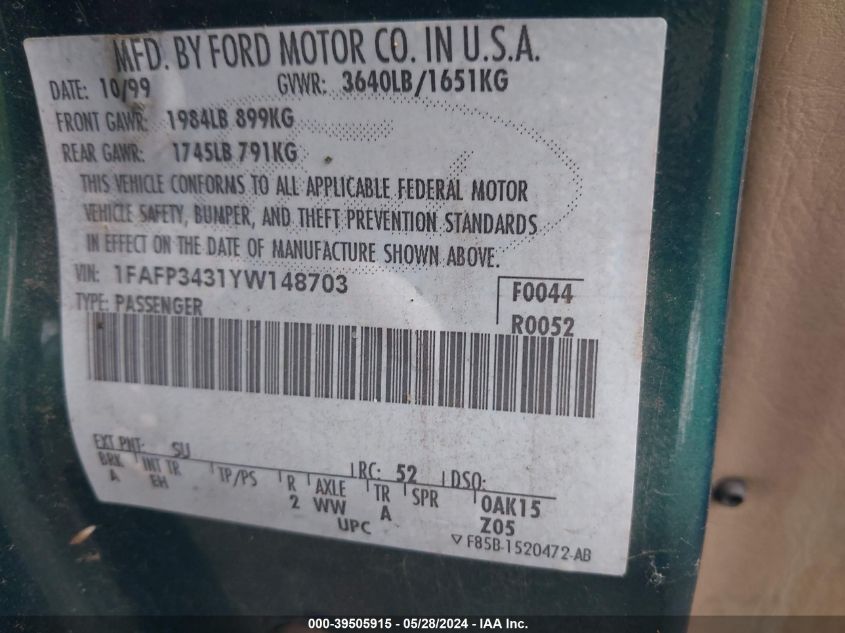 MFD. BY FORD MOTOR CO. IN U.S.A.
DATE: 10/99 GVWR: 3640LB/1651KG
FRONT GAWR: 1984LB 899KG
REAR GAWR: 1745LB 791KG
THIS VEHICLE CONFORMS TO ALL APPLICABLE FEDERAL MOTOR
VEHICLE SAFETY, BUMPER, AND THEFT PREVENTION STANDARDS
IN EFFECT ON THE DATE OF MANUFACTURE SHOWN ABOVE.
VIN: 1FAFP3431YW148703
TYPE: PASSENGER
F0044
R0052
EXT PNT: SU RC: 52 DSO:
BRK INT TR TP/PS R AXLE TR SPR 0AK15
A EH 2 WW A Z05
UPC
▽ F85B-1520472-AB
000-39505915 - 05/28/2024 - IAA Inc.